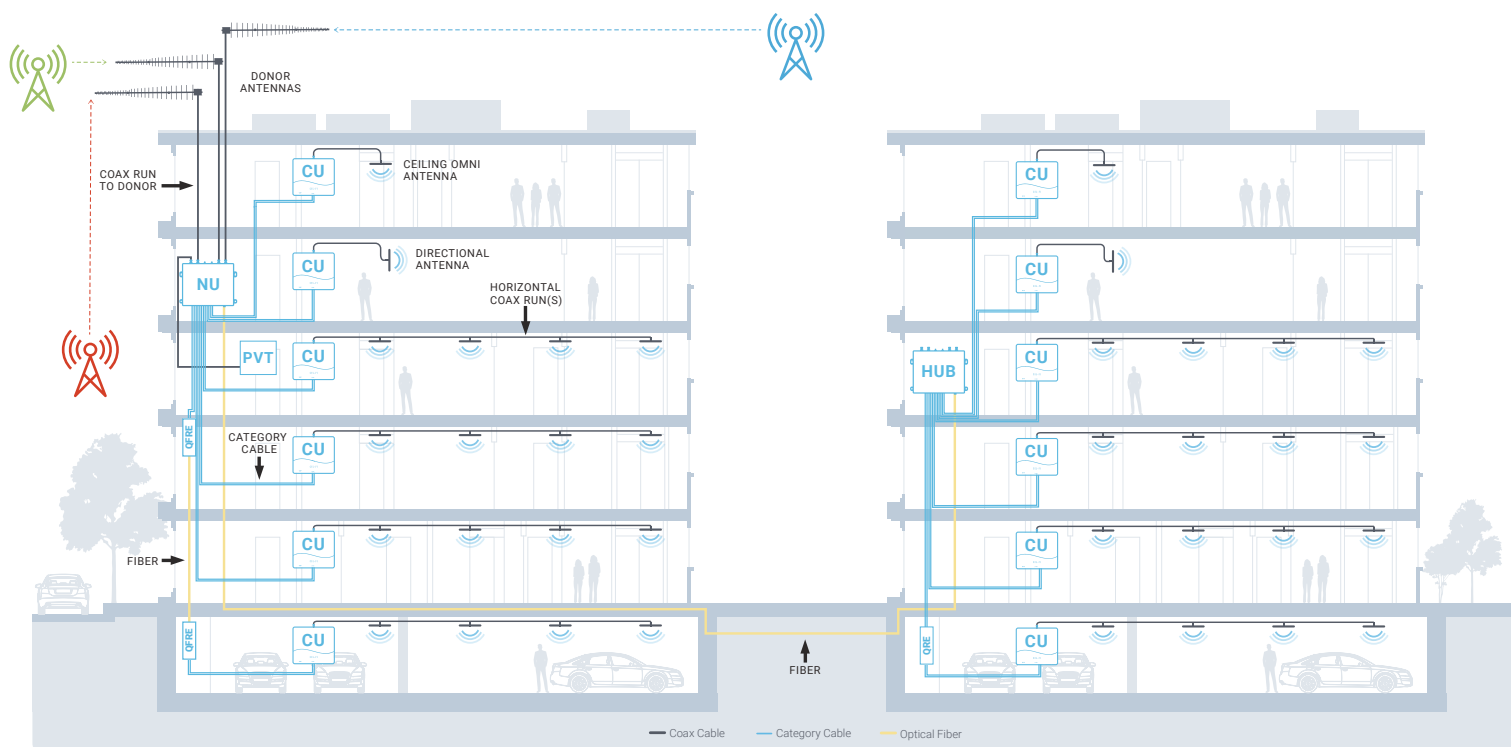 DONOR
ANTENNAS
COAX RUN
TO DONOR
CU
CEILING OMNI
ANTENNA
CU
NU
CU
DIRECTIONAL
ANTENNA
CU
HORIZONTAL
COAX RUN(S)
PVT
CU
HUB
CU
QFRE
CATEGORY
CABLE
CU
CU
FIBER
CU
CU
QFRE
CU
FIBER
QRE
CU
Coax Cable
Category Cable
Optical Fiber